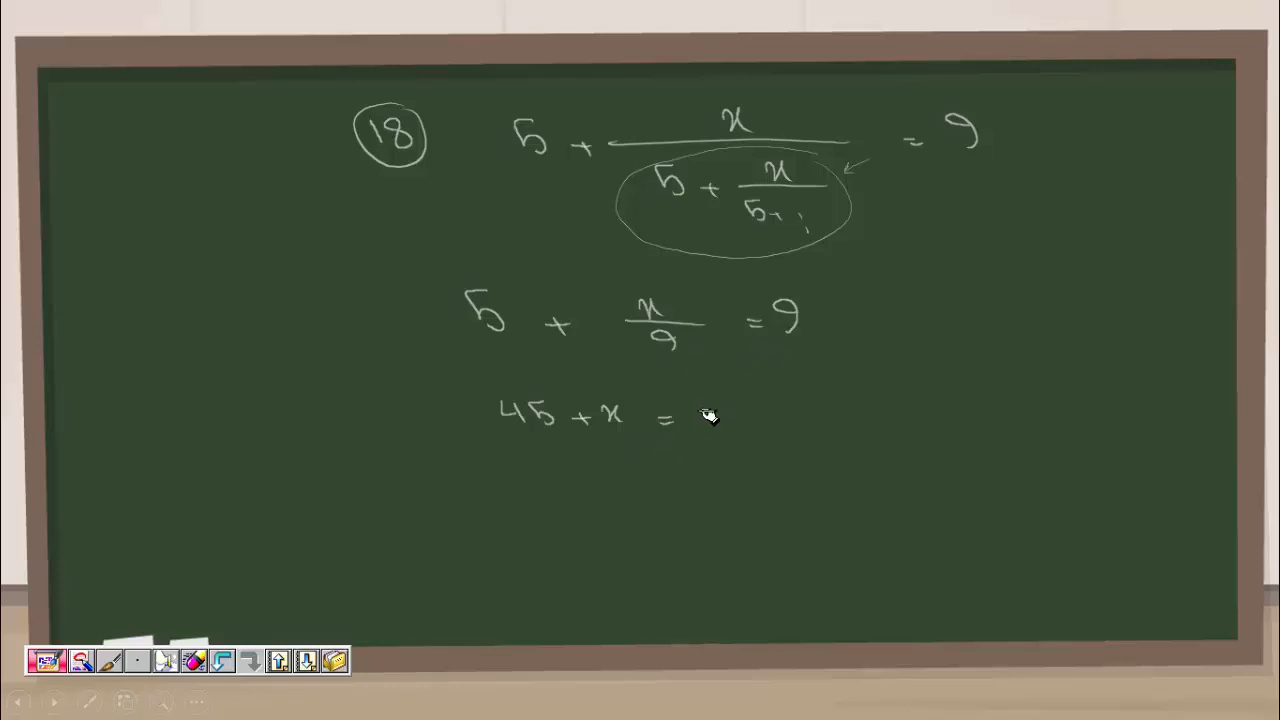 18 5 + x = 9
5 + x
5+
5 + x/9 = 9
45 + x =